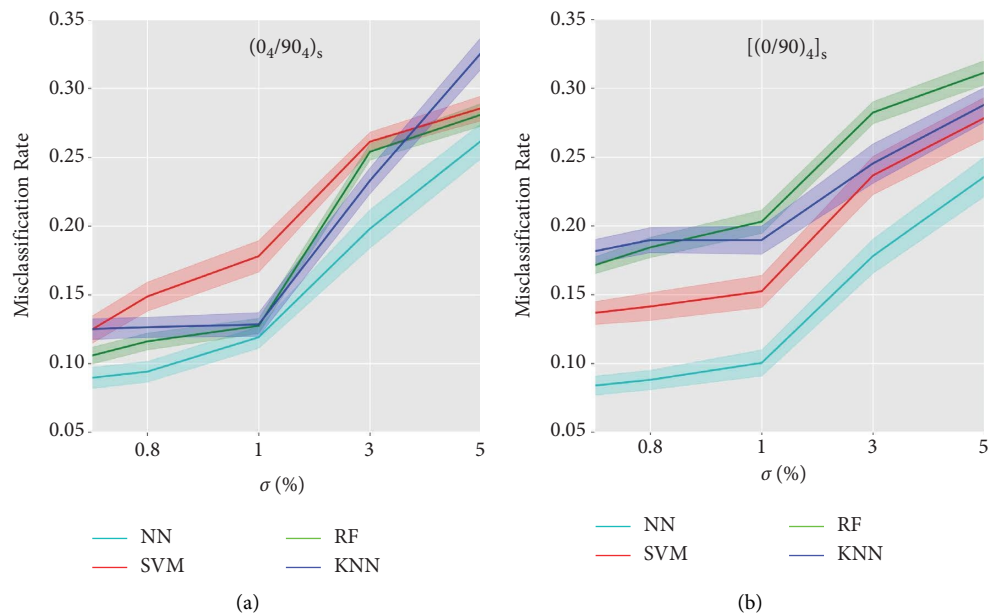 (0₄/90₄)ₛ
0.35
0.30
0.25
0.20
0.15
0.10
0.05
Misclassification Rate
0.8 1 3 5
σ (%)
NN RF
SVM KNN
(a)
[(0/90)₄]ₛ
0.35
0.30
0.25
0.20
0.15
0.10
0.05
Misclassification Rate
0.8 1 3 5
σ (%)
NN RF
SVM KNN
(b)